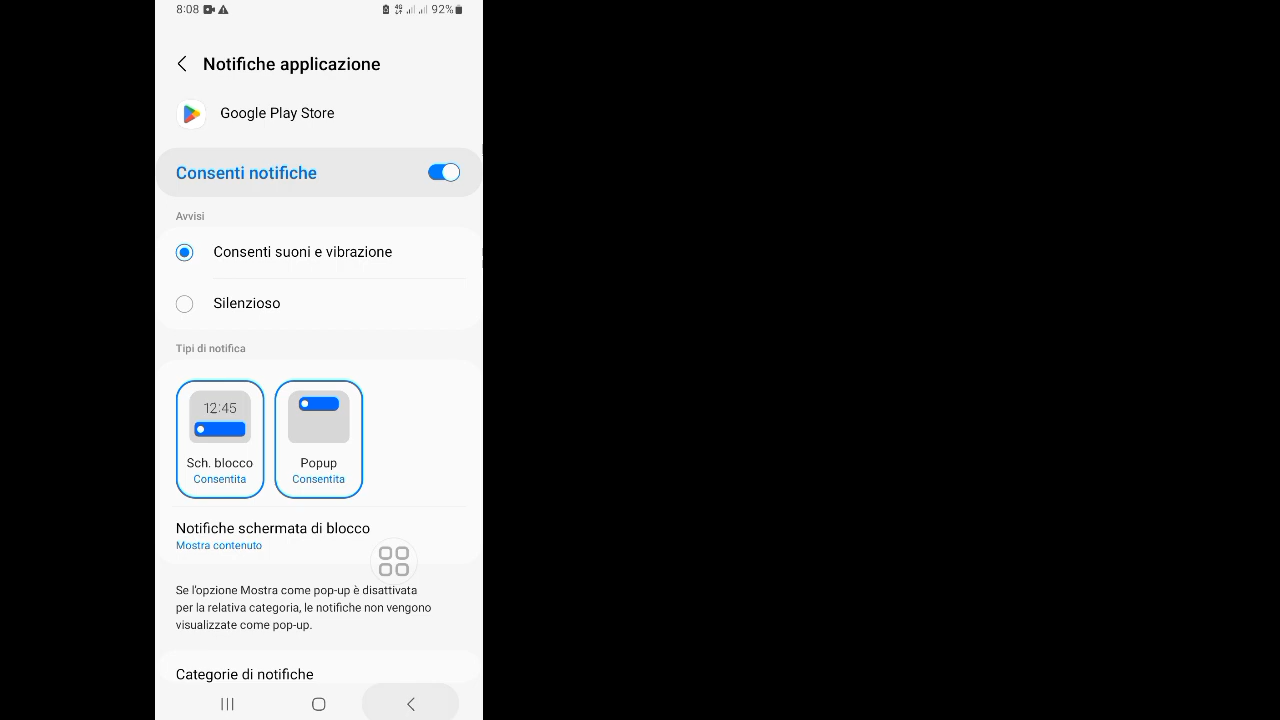 8:08 4G 92%
Notifiche applicazione
Google Play Store
Consenti notifiche
Avvisi
Consenti suoni e vibrazione
Silenzioso
Tipi di notifica
12:45
Sch. blocco Popup
Consentita Consentita
Notifiche schermata di blocco
Mostra contenuto
Se l'opzione Mostra come pop-up è disattivata
per la relativa categoria, le notifiche non vengono
visualizzate come pop-up.
Categorie di notifiche